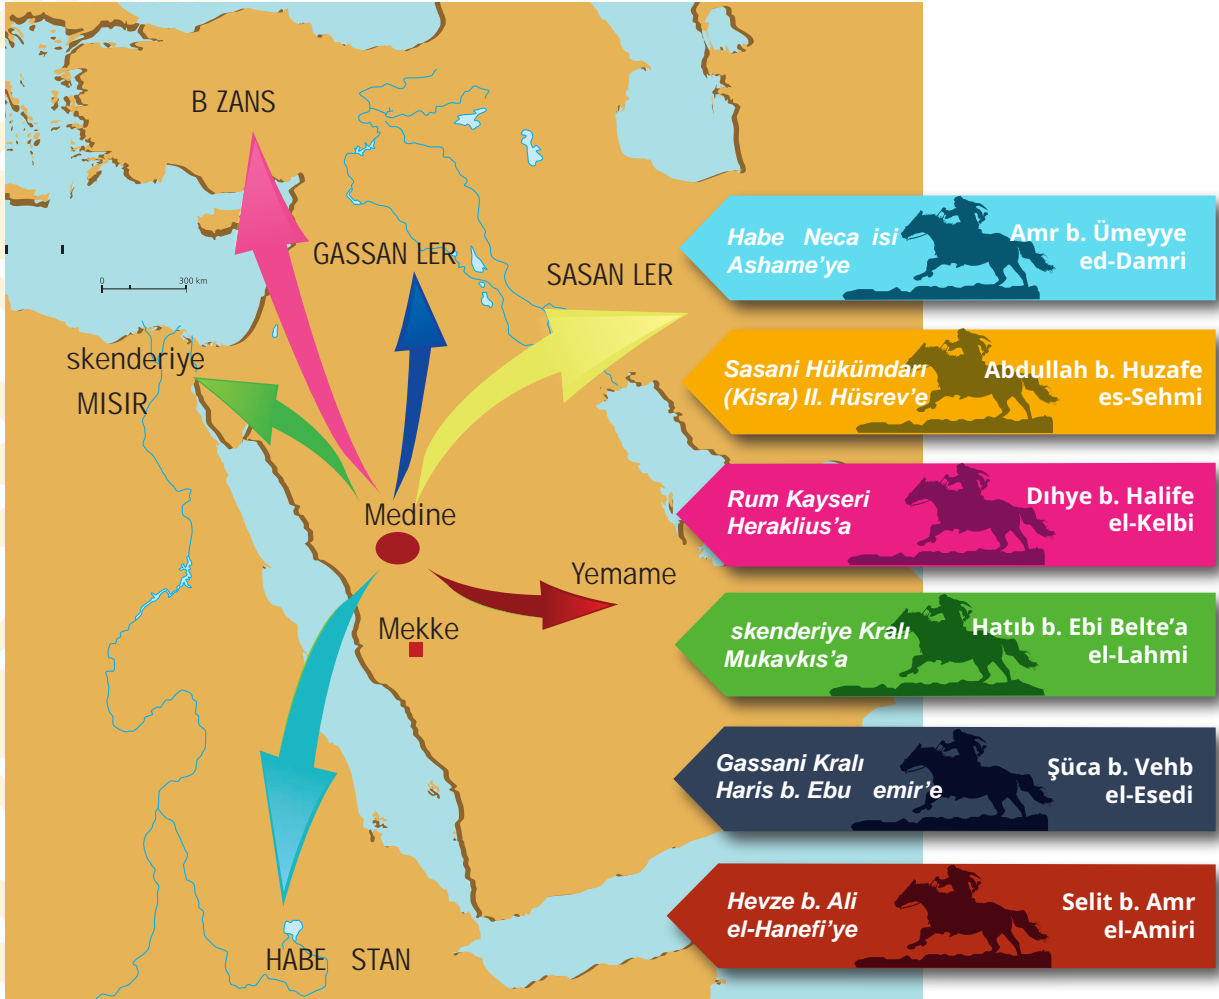 B ZANS
GASSAN LER
SASAN LER
0 300 km
skenderiye
MISIR
Medine
Yemame
Mekke
HABE STAN
Habe Neca isi
Ashame’ye
Amr b. Ümeyye
ed-Damri
Sasani Hükümdarı
(Kisra) II. Hüsrev’e
Abdullah b. Huzafe
es-Sehmi
Rum Kayseri
Heraklius’a
Dıhye b. Halife
el-Kelbi
skenderiye Kralı
Mukavkıs’a
Hatıb b. Ebi Belte’a
el-Lahmi
Gassani Kralı
Haris b. Ebu emir’e
Şüca b. Vehb
el-Esedi
Hevze b. Ali
el-Hanefi’ye
Selit b. Amr
el-Amiri